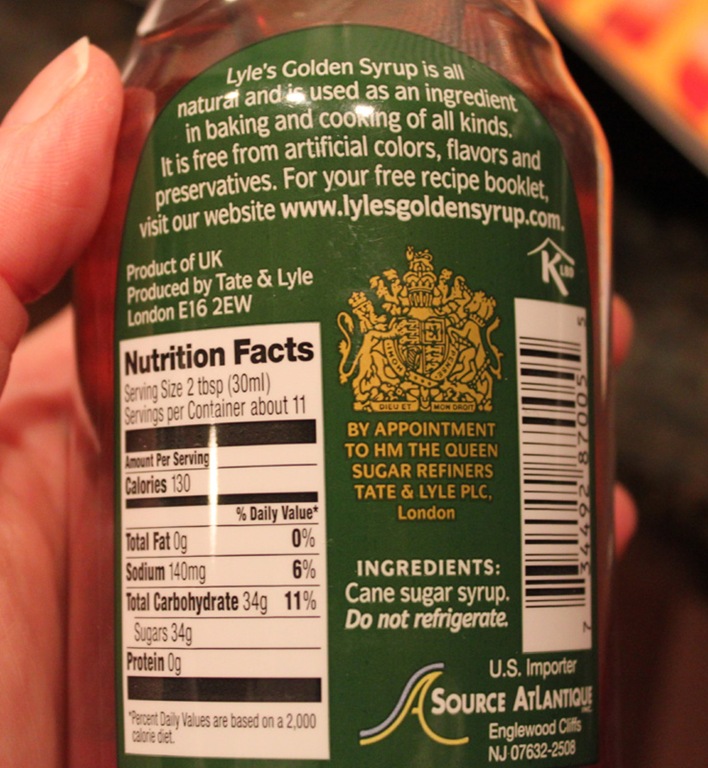 Lyle's Golden Syrup is all
natural and is used as an ingredient
in baking and cooking of all kinds.
It is free from artificial colors, flavors and
preservatives. For your free recipe booklet,
visit our website www.lylesgoldensyrup.com.
Product of UK
Produced by Tate & Lyle
London E16 2EW
Nutrition Facts
Serving Size 2 tbsp (30ml)
Servings per Container about 11
Amount Per Serving
Calories 130
% Daily Value*
Total Fat 0g 0%
Sodium 140mg 6%
Total Carbohydrate 34g 11%
Sugars 34g
Protein 0g
*Percent Daily Values are based on a 2,000
calorie diet.
K LBD
DIEU ET MON DROIT
BY APPOINTMENT
TO HM THE QUEEN
SUGAR REFINERS
TATE & LYLE PLC,
London
INGREDIENTS:
Cane sugar syrup.
Do not refrigerate.
7 34492 87005 5
U.S. Importer
SOURCE ATLANTIQUE
Englewood Cliffs
NJ 07632-2508